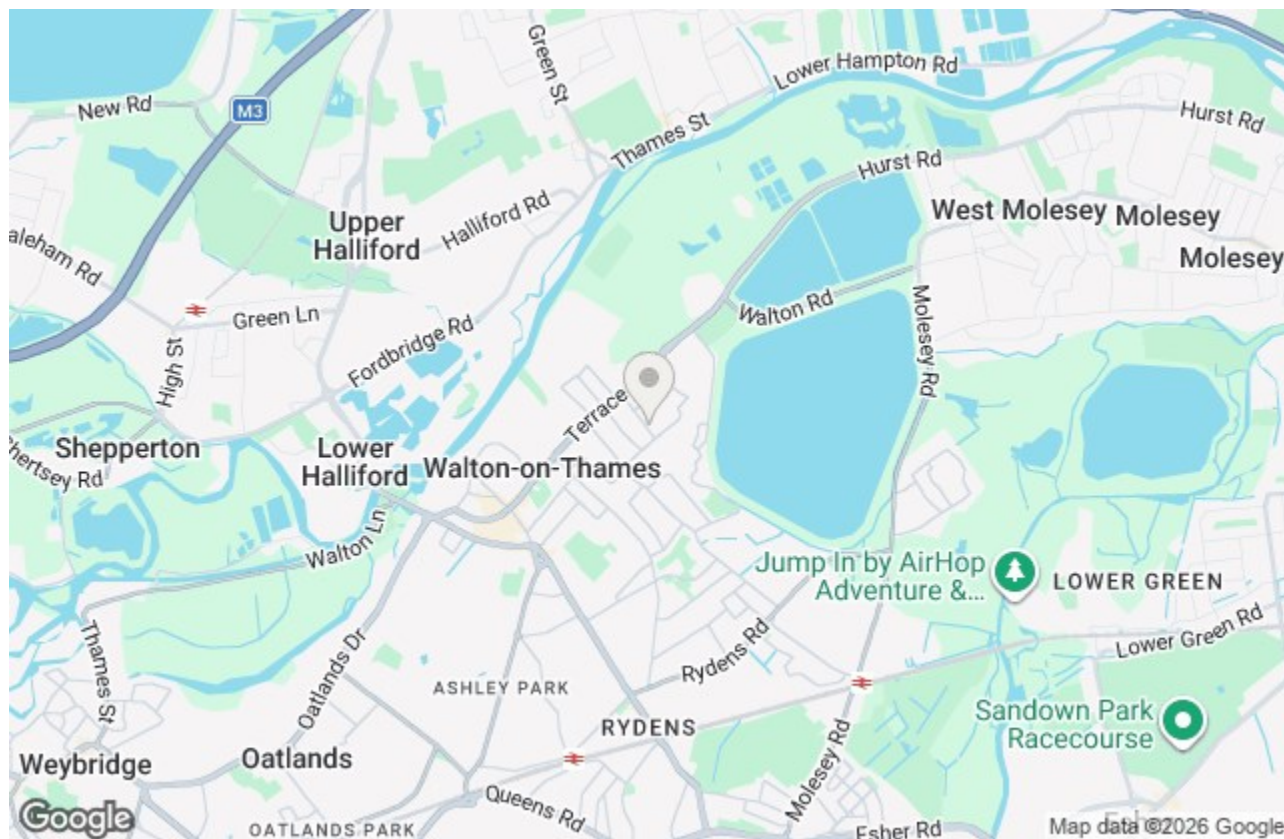 Lower Hampton Rd
Green St
New Rd
M3
Hurst Rd
Thames St
Hurst Rd
Upper
Halliford
Halliford Rd
West Molesey
Molesey
Molesey
aleham Rd
Green Ln
Walton Rd
Molesey Rd
High St
Fordbridge Rd
Terrace
Shepperton
Lower
Halliford
Walton-on-Thames
hertsey Rd
Walton Ln
Jump In by AirHop
Adventure &...
LOWER GREEN
Thames St
Oatlands Dr
Rydens Rd
Lower Green Rd
ASHLEY PARK
RYDENS
Sandown Park
Racecourse
Weybridge
Oatlands
Molesey Rd
Queens Rd
Google
OATLANDS PARK
Esher Rd
Map data ©2026 Google